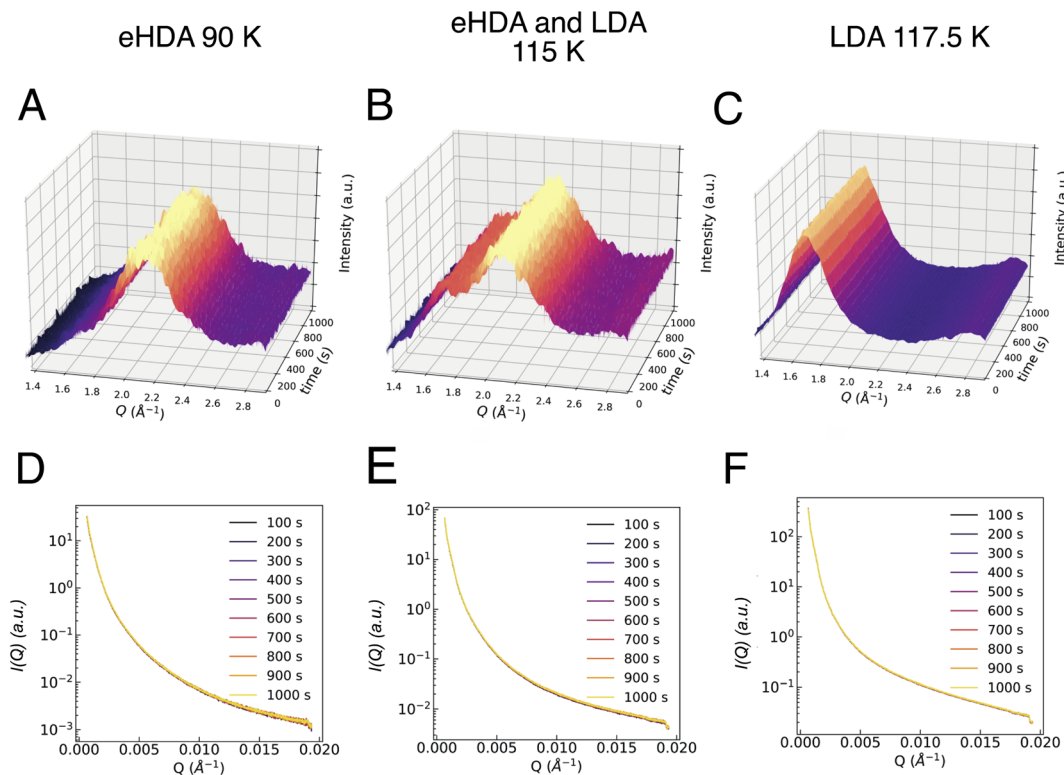 eHDA 90 K
eHDA and LDA
115 K
LDA 117.5 K
A
B
C
Intensity (a.u.)
Intensity (a.u.)
Intensity (a.u.)
1.4 1.6 1.8 2.0 2.2 2.4 2.6 2.8
Q (Å⁻¹)
0 200 400 600 800 1000
time (s)
1.4 1.6 1.8 2.0 2.2 2.4 2.6 2.8
Q (Å⁻¹)
0 200 400 600 800 1000
time (s)
1.4 1.6 1.8 2.0 2.2 2.4 2.6 2.8
Q (Å⁻¹)
0 200 400 600 800 1000
time (s)
D
E
F
I(Q) (a.u.)
10¹
10⁰
10⁻¹
10⁻²
10⁻³
100 s
200 s
300 s
400 s
500 s
600 s
700 s
800 s
900 s
1000 s
0.000 0.005 0.010 0.015 0.020
Q (Å⁻¹)
I(Q) (a.u.)
10²
10¹
10⁰
10⁻¹
10⁻²
100 s
200 s
300 s
400 s
500 s
600 s
700 s
800 s
900 s
1000 s
0.000 0.005 0.010 0.015 0.020
Q (Å⁻¹)
I(Q) (a.u.)
10²
10¹
10⁰
10⁻¹
100 s
200 s
300 s
400 s
500 s
600 s
700 s
800 s
900 s
1000 s
0.000 0.005 0.010 0.015 0.020
Q (Å⁻¹)